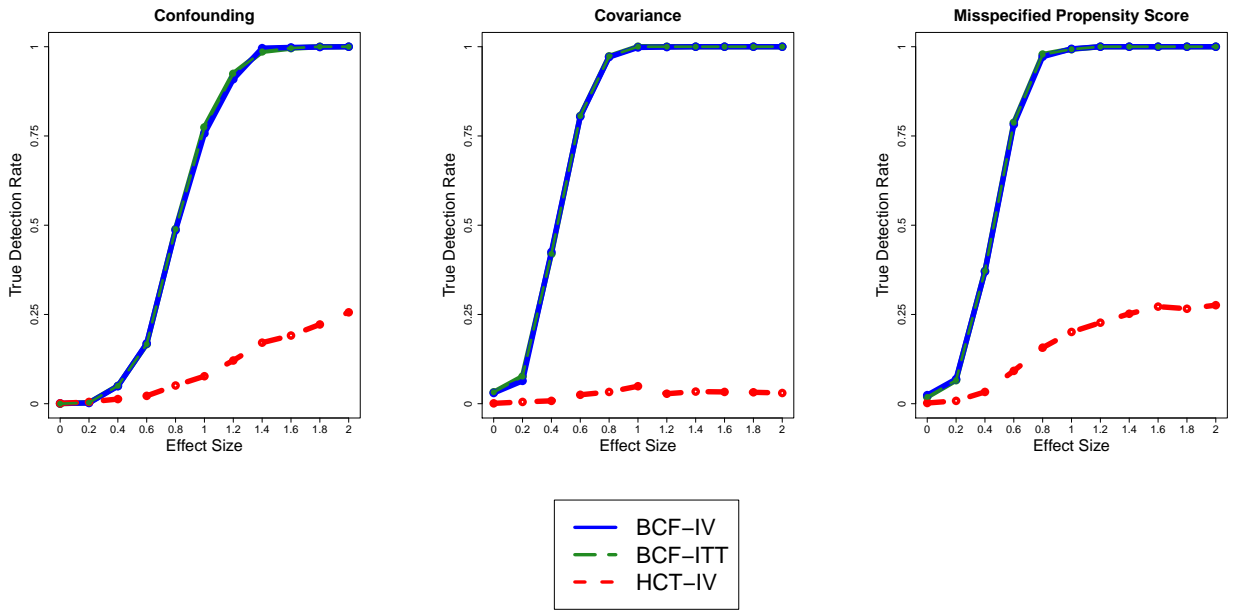 Confounding
True Detection Rate
1
0.75
0.5
0.25
0
0 0.2 0.4 0.6 0.8 1 1.2 1.4 1.6 1.8 2
Effect Size
Covariance
True Detection Rate
1
0.75
0.5
0.25
0
0 0.2 0.4 0.6 0.8 1 1.2 1.4 1.6 1.8 2
Effect Size
Misspecified Propensity Score
True Detection Rate
1
0.75
0.5
0.25
0
0 0.2 0.4 0.6 0.8 1 1.2 1.4 1.6 1.8 2
Effect Size
BCF−IV
BCF−ITT
HCT−IV